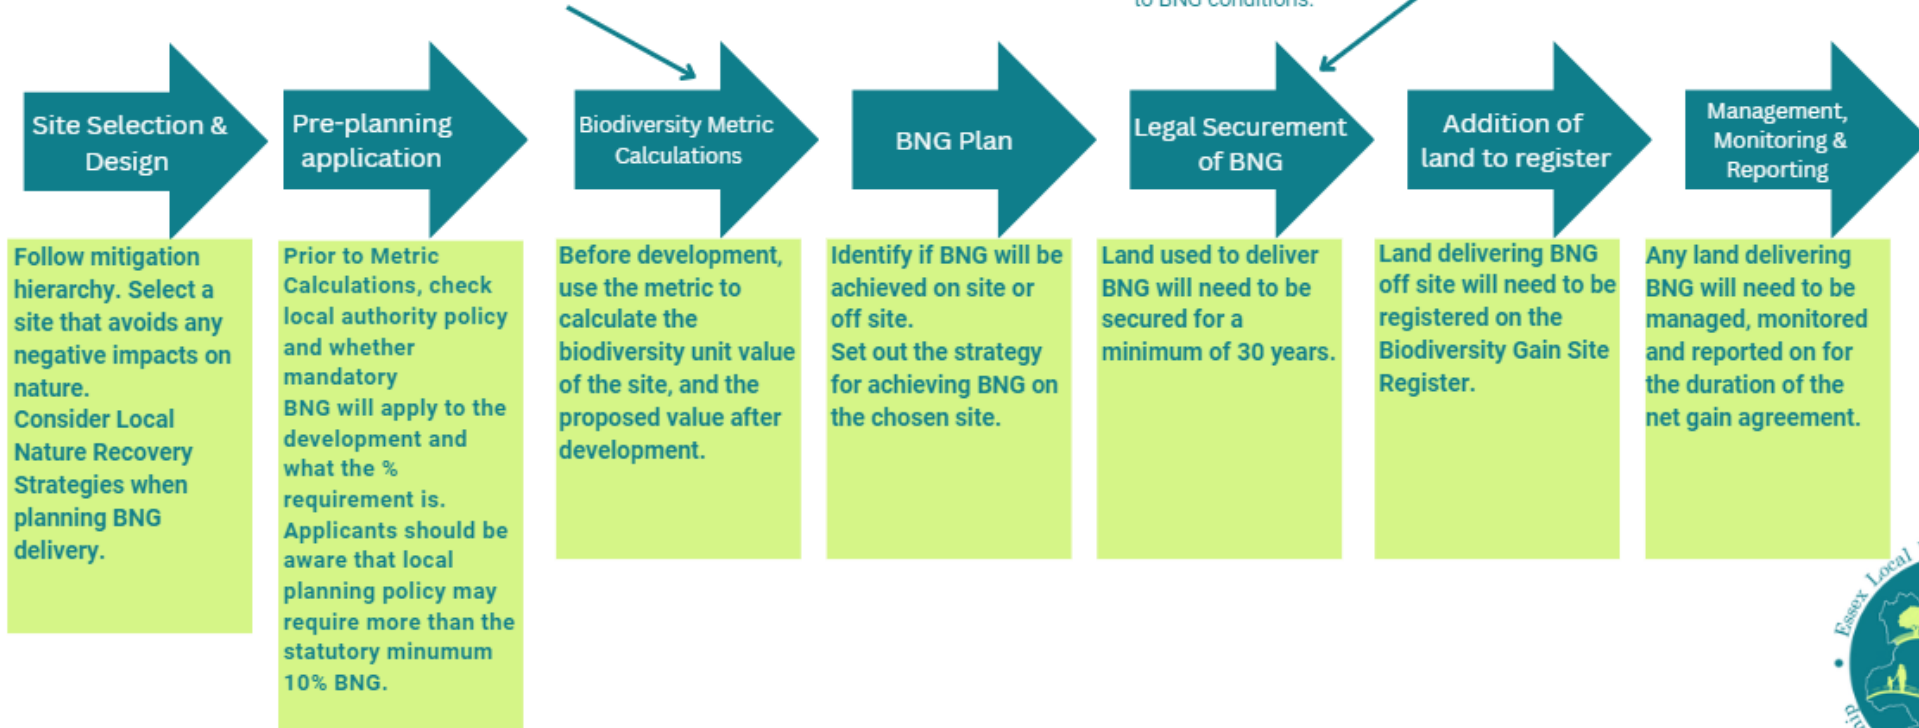 to BNG conditions.
Site Selection &
Design
Pre-planning
application
Biodiversity Metric
Calculations
BNG Plan
Legal Securement
of BNG
Addition of
land to register
Management,
Monitoring &
Reporting
Follow mitigation
hierarchy. Select a
site that avoids any
negative impacts on
nature.
Consider Local
Nature Recovery
Strategies when
planning BNG
delivery.
Prior to Metric
Calculations, check
local authority policy
and whether
mandatory
BNG will apply to the
development and
what the %
requirement is.
Applicants should be
aware that local
planning policy may
require more than the
statutory minumum
10% BNG.
Before development,
use the metric to
calculate the
biodiversity unit value
of the site, and the
proposed value after
development.
Identify if BNG will be
achieved on site or
off site.
Set out the strategy
for achieving BNG on
the chosen site.
Land used to deliver
BNG will need to be
secured for a
minimum of 30 years.
Land delivering BNG
off site will need to be
registered on the
Biodiversity Gain Site
Register.
Any land delivering
BNG will need to be
managed, monitored
and reported on for
the duration of the
net gain agreement.
Essex Local